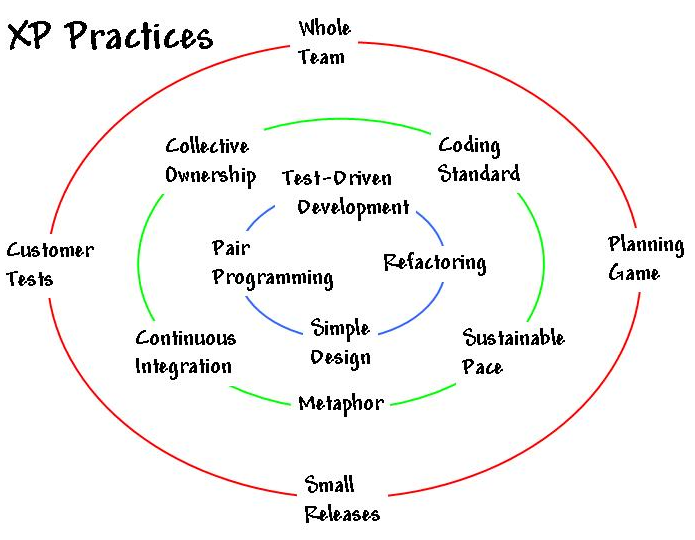 XP Practices
Whole
Team
Collective
Ownership
Coding
Standard
Test-Driven
Development
Customer
Tests
Pair
Programming
Refactoring
Planning
Game
Continuous
Integration
Simple
Design
Sustainable
Pace
Metaphor
Small
Releases